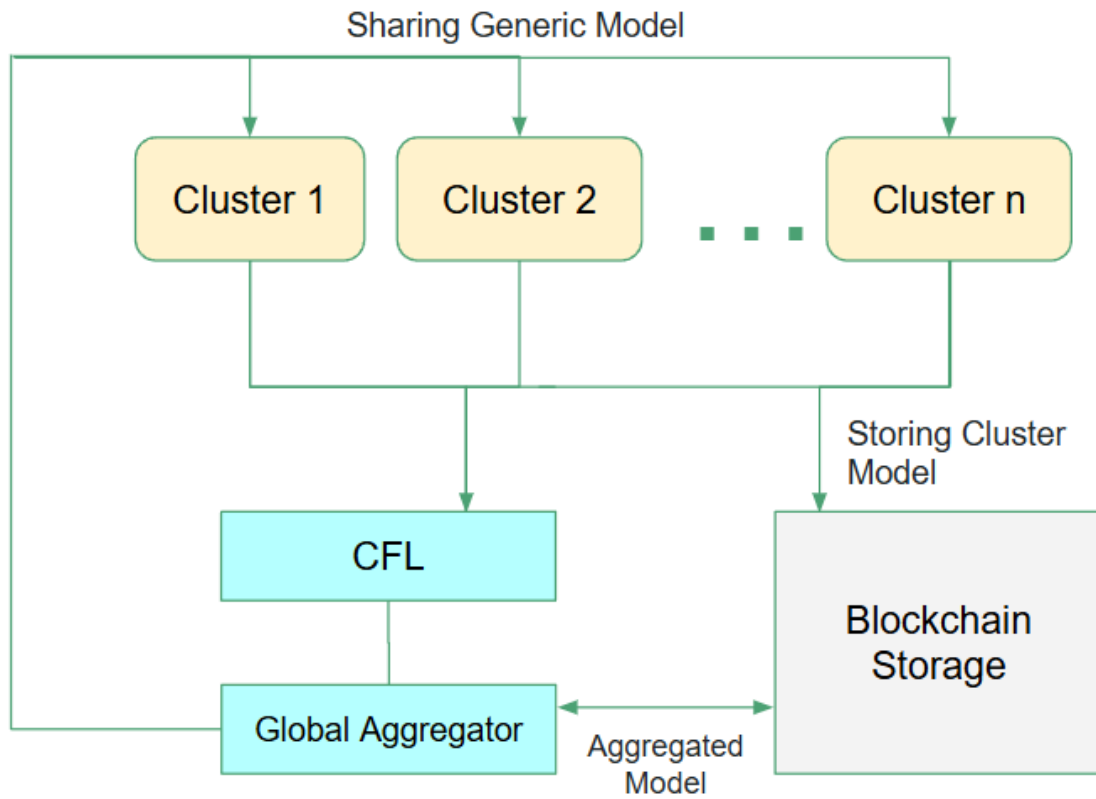 Sharing Generic Model
Cluster 1
Cluster 2
Cluster n
Storing Cluster
Model
CFL
Blockchain
Storage
Global Aggregator
Aggregated
Model